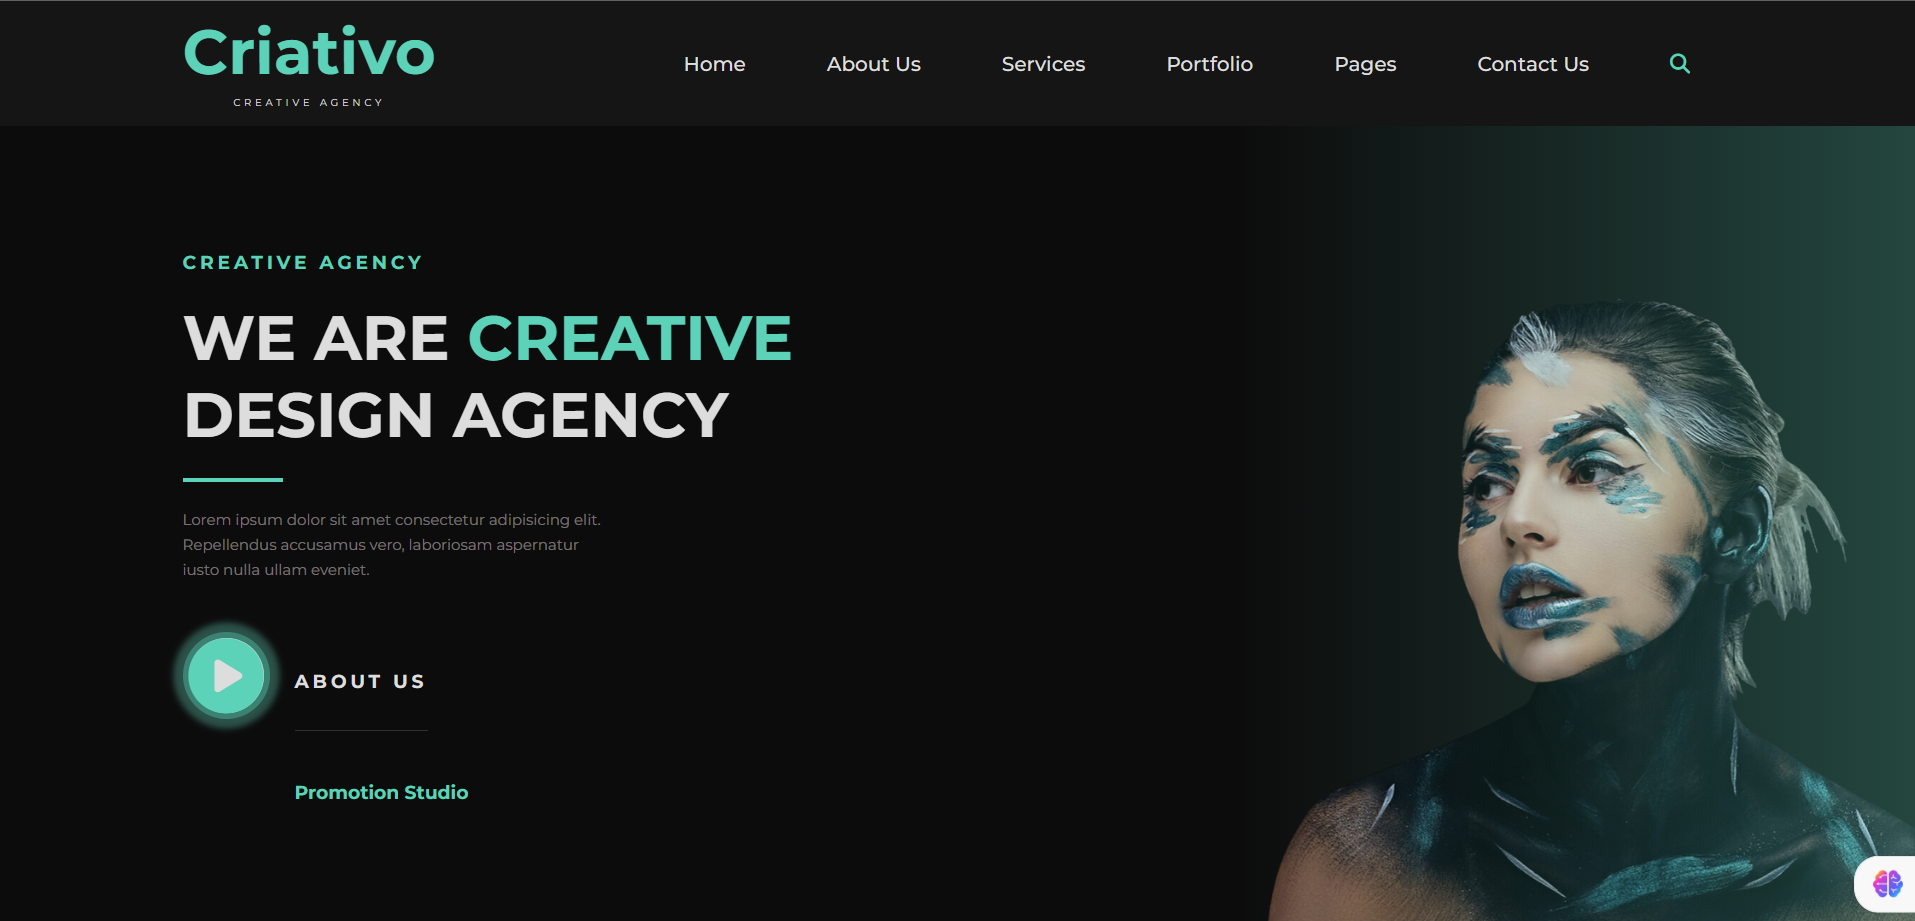 Criativo
CREATIVE AGENCY
Home About Us Services Portfolio Pages Contact Us
CREATIVE AGENCY
WE ARE CREATIVE
DESIGN AGENCY
Lorem ipsum dolor sit amet consectetur adipisicing elit.
Repellendus accusamus vero, laboriosam aspernatur
iusto nulla ullam eveniet.
ABOUT US
Promotion Studio